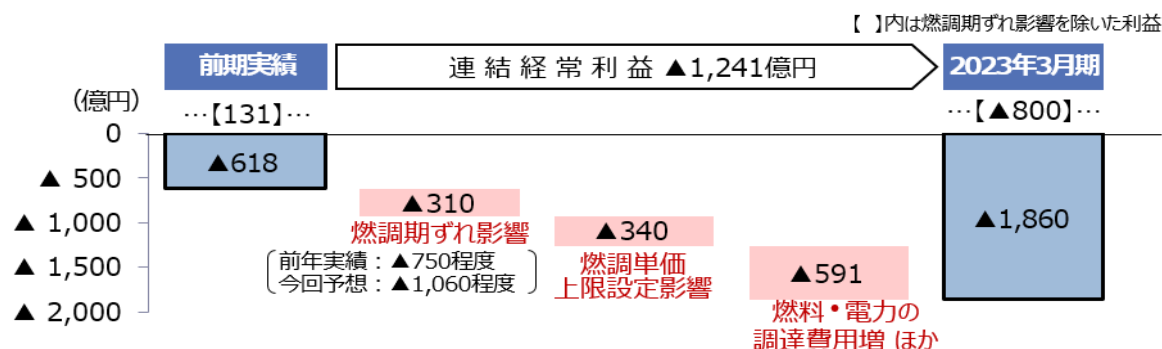 【 】内は燃調期ずれ影響を除いた利益
前期実績
連結経常利益 ▲1,241億円
2023年3月期
(億円)
…【131】…
…【▲800】…
0
▲ 500
▲ 1,000
▲ 1,500
▲ 2,000
▲618
▲310
燃調期ずれ影響
前年実績：▲750程度
今回予想：▲1,060程度
▲340
燃調単価
上限設定影響
▲591
燃料・電力の
調達費用増 ほか
▲1,860